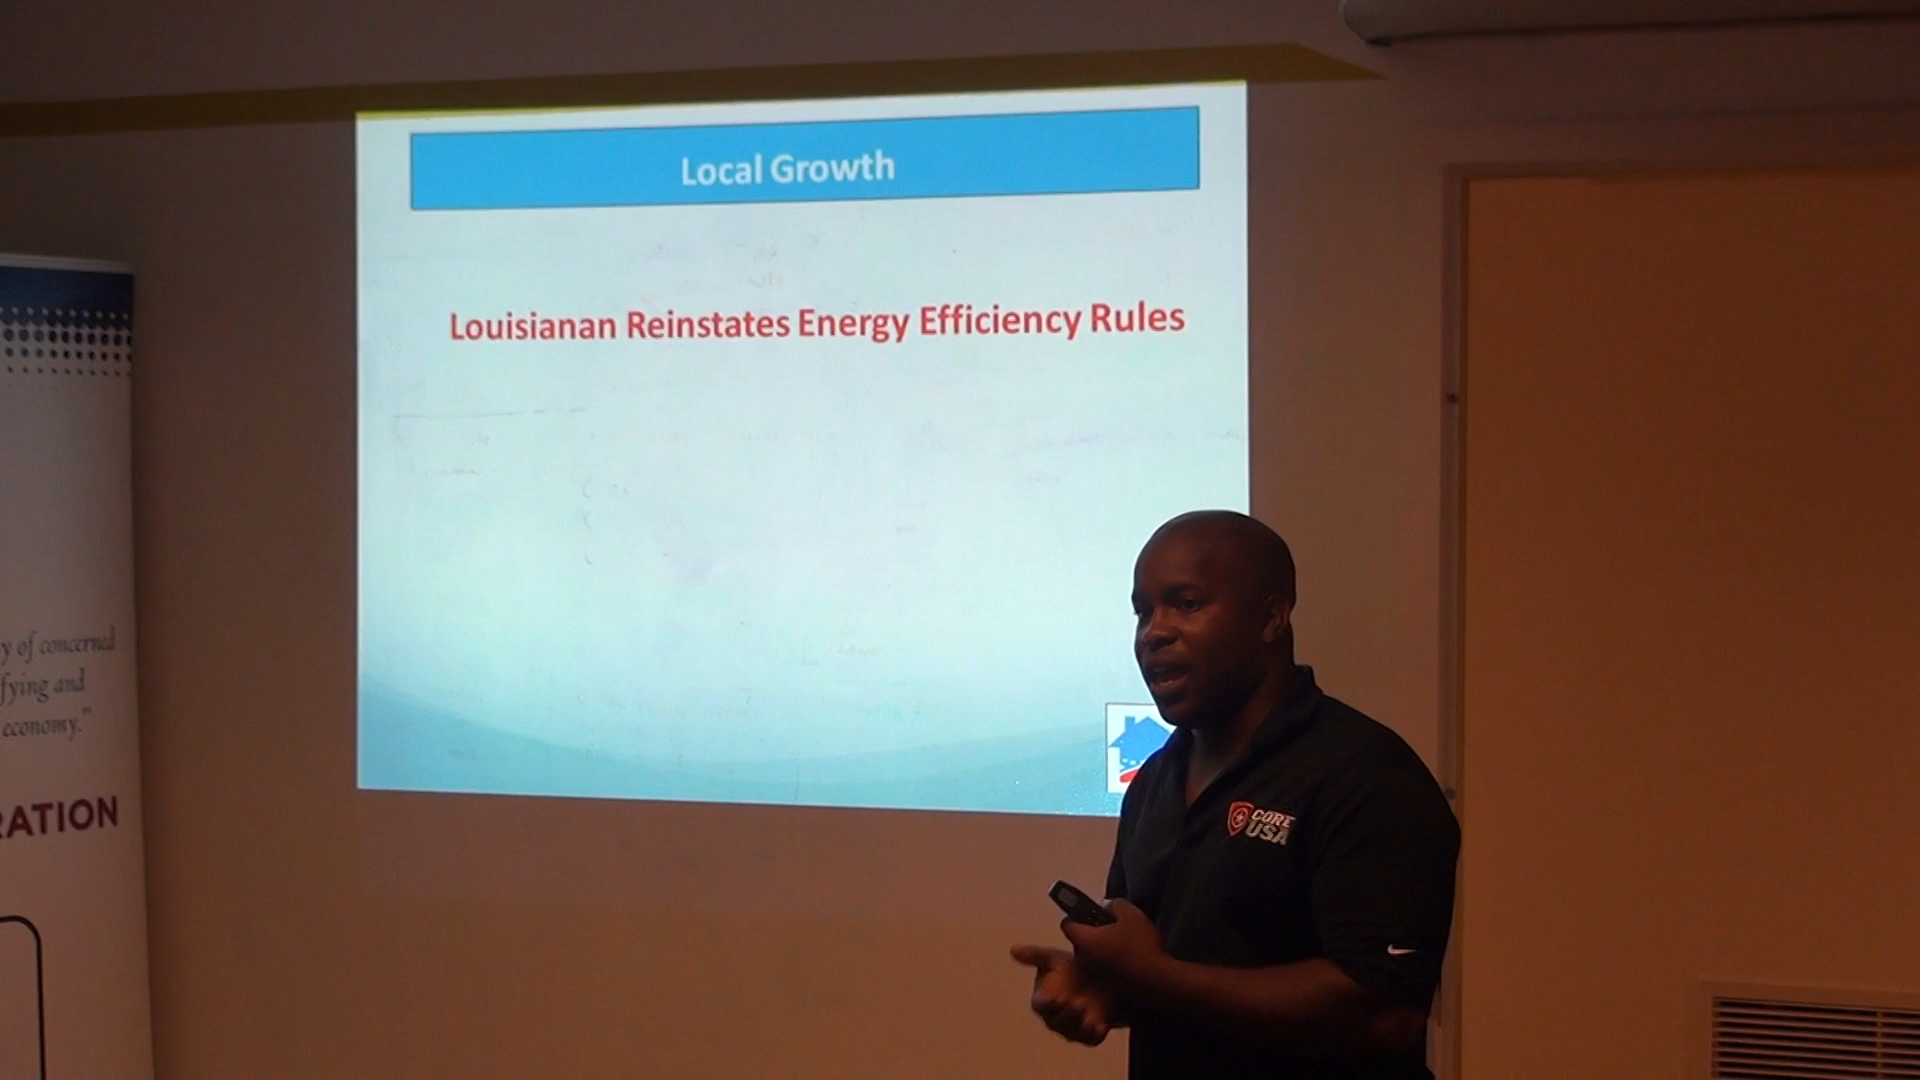 Local Growth
Louisianan Reinstates Energy Efficiency Rules
y of concerned
fying and
economy."
RATION
CORE
USA